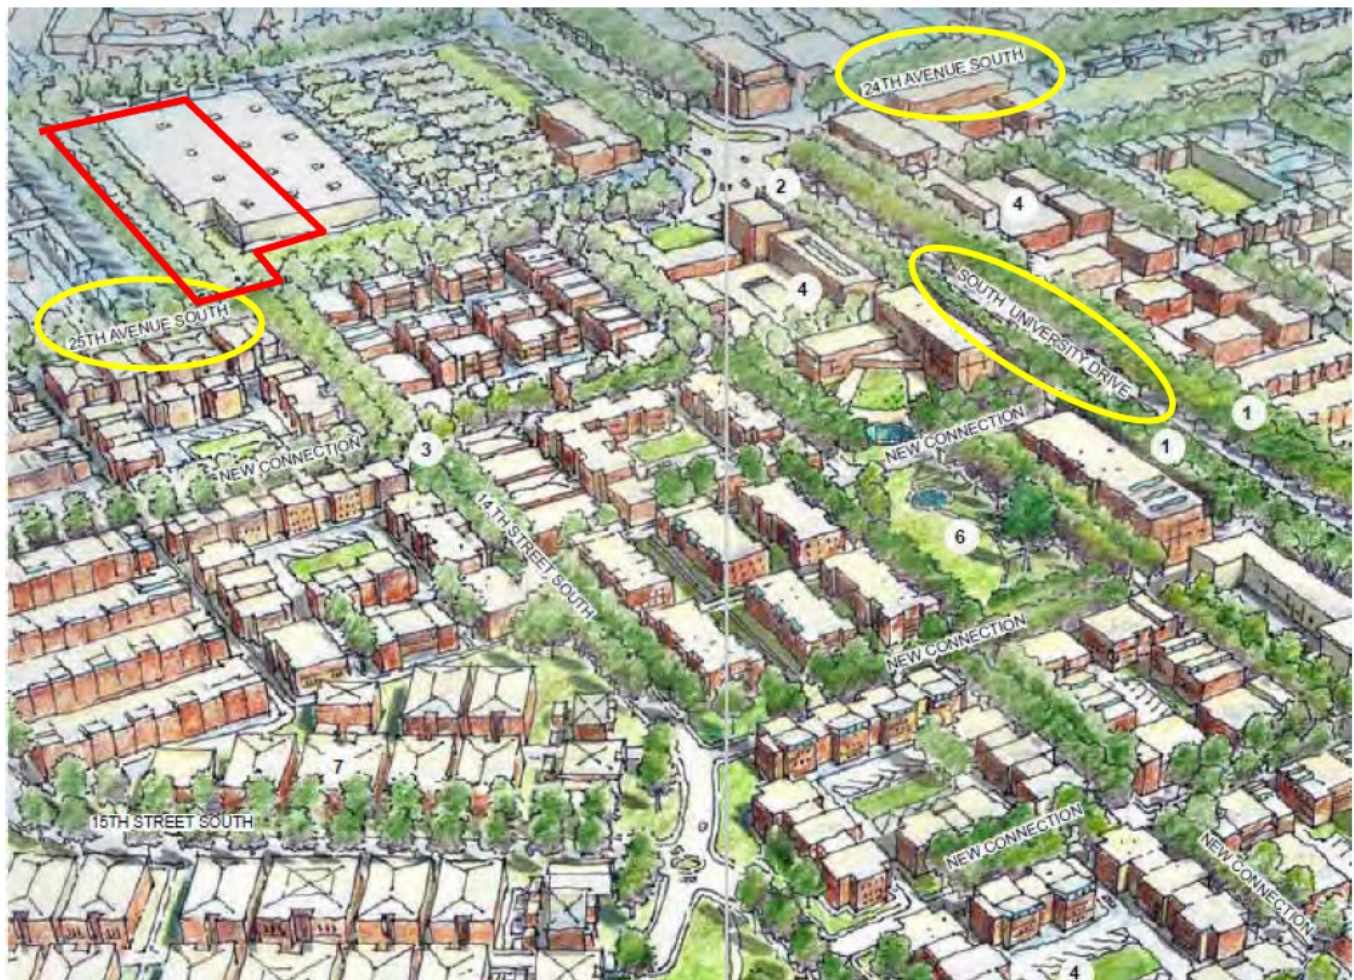 24TH AVENUE SOUTH
2
4
SOUTH UNIVERSITY DRIVE
4
25TH AVENUE SOUTH
1
NEW CONNECTION
1
NEW CONNECTION
3
14TH STREET SOUTH
6
NEW CONNECTION
7
15TH STREET SOUTH
NEW CONNECTION
NEW CONNECTION
4